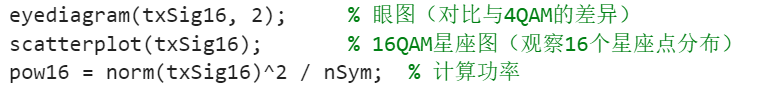 eyediagram(txSig16, 2);     % 眼图（对比与4QAM的差异）
scatterplot(txSig16);       % 16QAM星座图（观察16个星座点分布）
pow16 = norm(txSig16)^2 / nSym;  % 计算功率